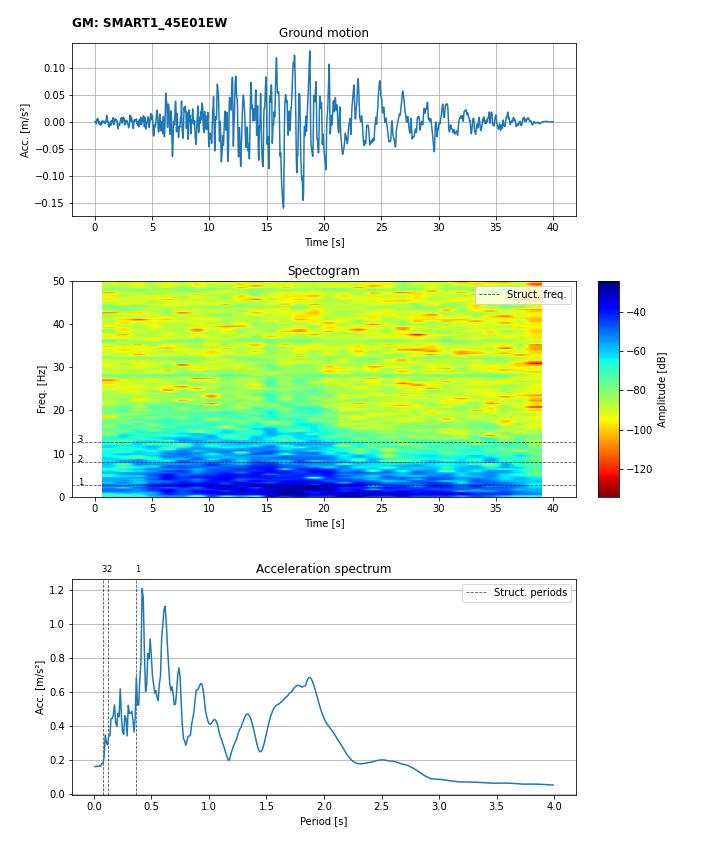 GM: SMART1_45E01EW
Ground motion
0.10
0.05
0.00
−0.05
−0.10
−0.15
Acc. [m/s²]
0 5 10 15 20 25 30 35 40
Time [s]
Spectogram
50
40
30
20
10
0
Freq. [Hz]
Struct. freq.
3
2
1
0 5 10 15 20 25 30 35 40
Time [s]
−40
−60
−80
−100
−120
Amplitude [dB]
32 1
Acceleration spectrum
1.2
1.0
0.8
0.6
0.4
0.2
0.0
Acc. [m/s²]
Struct. periods
0.0 0.5 1.0 1.5 2.0 2.5 3.0 3.5 4.0
Period [s]